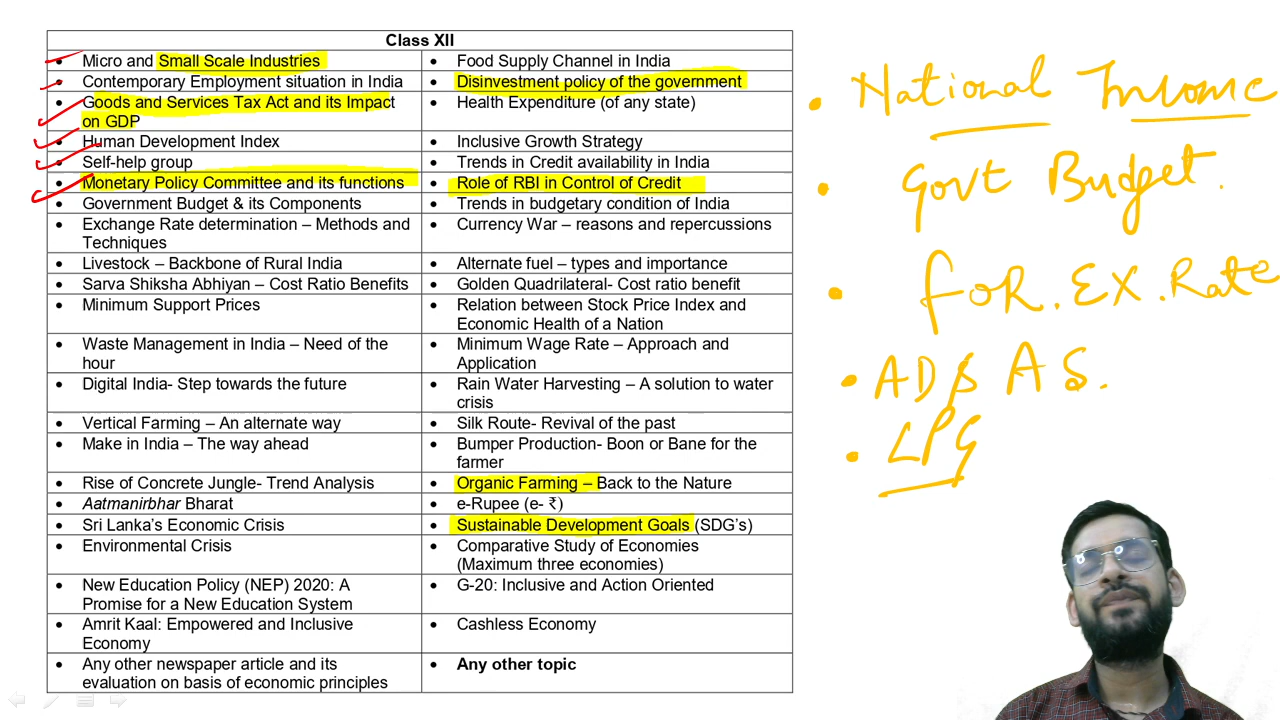 Class XII
• Micro and Small Scale Industries
• Food Supply Channel in India
• Contemporary Employment situation in India
• Disinvestment policy of the government
• Goods and Services Tax Act and its Impact
on GDP
• Health Expenditure (of any state)
• Human Development Index
• Inclusive Growth Strategy
• Self-help group
• Trends in Credit availability in India
• Monetary Policy Committee and its functions
• Role of RBI in Control of Credit
• Government Budget & its Components
• Trends in budgetary condition of India
• Exchange Rate determination – Methods and
Techniques
• Currency War – reasons and repercussions
• Livestock – Backbone of Rural India
• Alternate fuel – types and importance
• Sarva Shiksha Abhiyan – Cost Ratio Benefits
• Golden Quadrilateral- Cost ratio benefit
• Minimum Support Prices
• Relation between Stock Price Index and
Economic Health of a Nation
• Waste Management in India – Need of the
hour
• Minimum Wage Rate – Approach and
Application
• Digital India- Step towards the future
• Rain Water Harvesting – A solution to water
crisis
• Vertical Farming – An alternate way
• Silk Route- Revival of the past
• Make in India – The way ahead
• Bumper Production- Boon or Bane for the
farmer
• Rise of Concrete Jungle- Trend Analysis
• Organic Farming – Back to the Nature
• Aatmanirbhar Bharat
• e-Rupee (e- ₹)
• Sri Lanka's Economic Crisis
• Sustainable Development Goals (SDG's)
• Environmental Crisis
• Comparative Study of Economies
(Maximum three economies)
• New Education Policy (NEP) 2020: A
Promise for a New Education System
• G-20: Inclusive and Action Oriented
• Amrit Kaal: Empowered and Inclusive
Economy
• Cashless Economy
• Any other newspaper article and its
evaluation on basis of economic principles
• Any other topic
• National Income
• Govt Budget.
• FOR. EX. Rate
• AD & AS.
• LPG